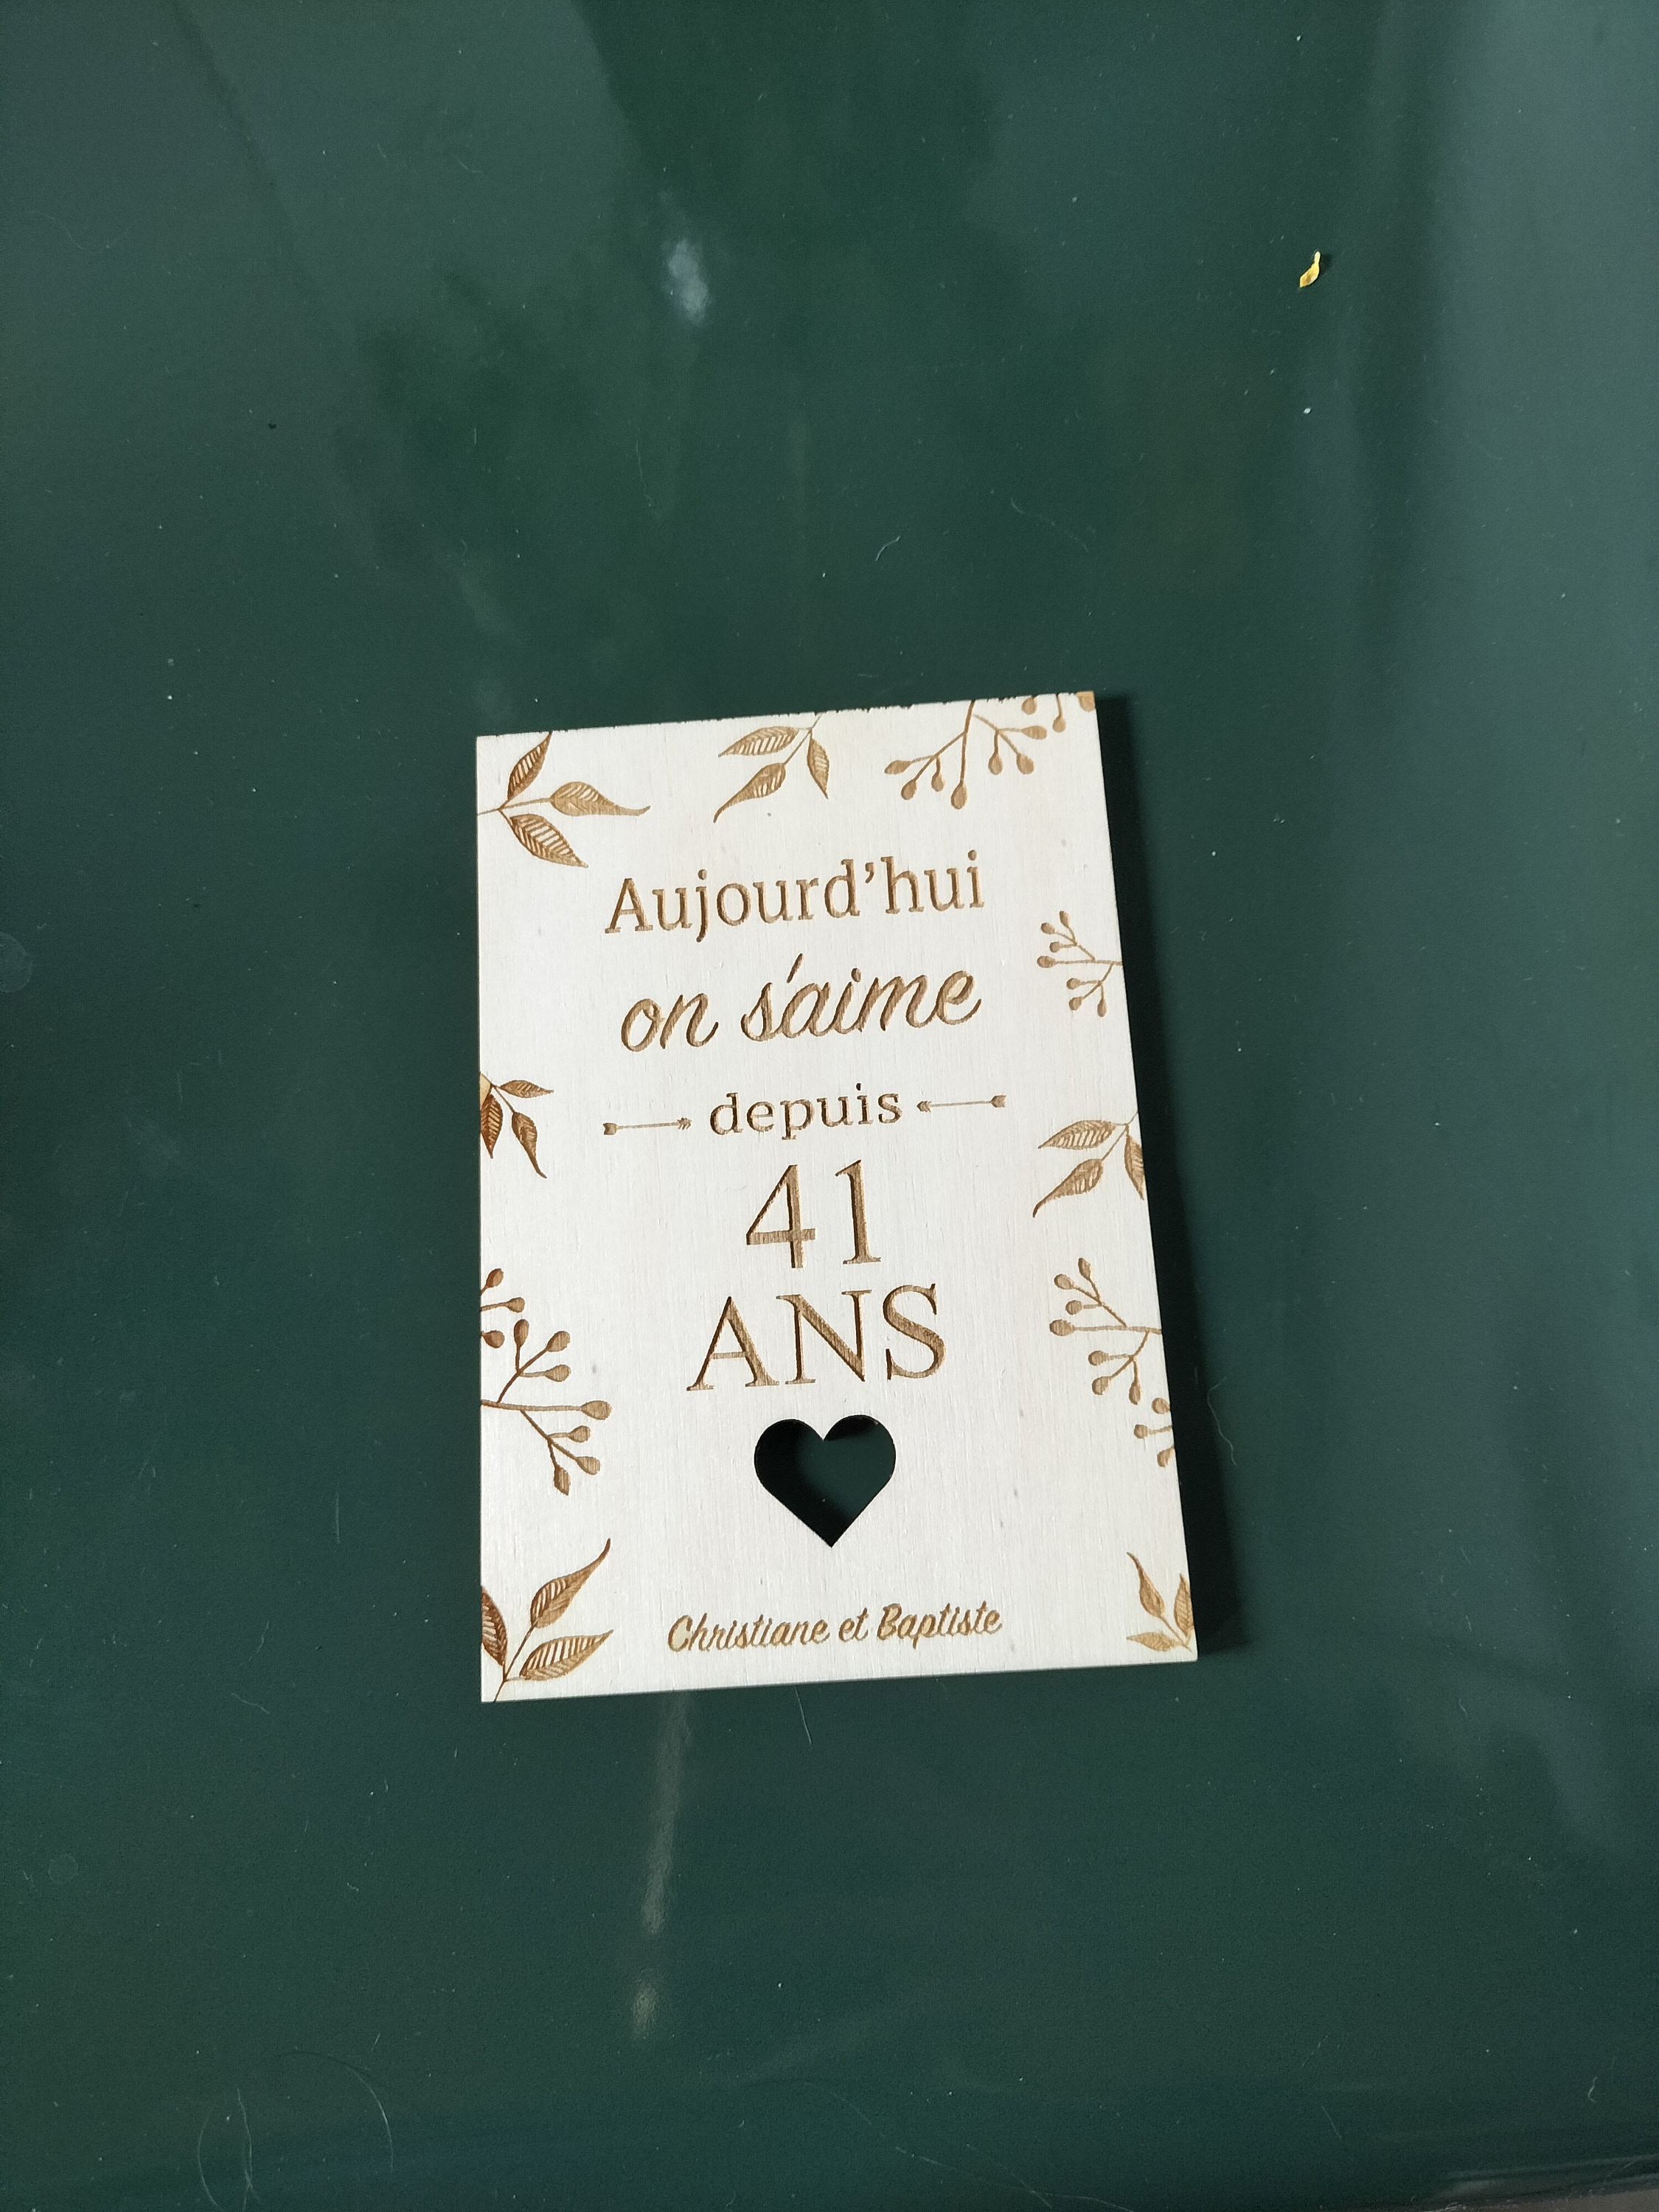 Aujourd'hui
on s'aime
depuis
41
ANS
Christiane et Baptiste